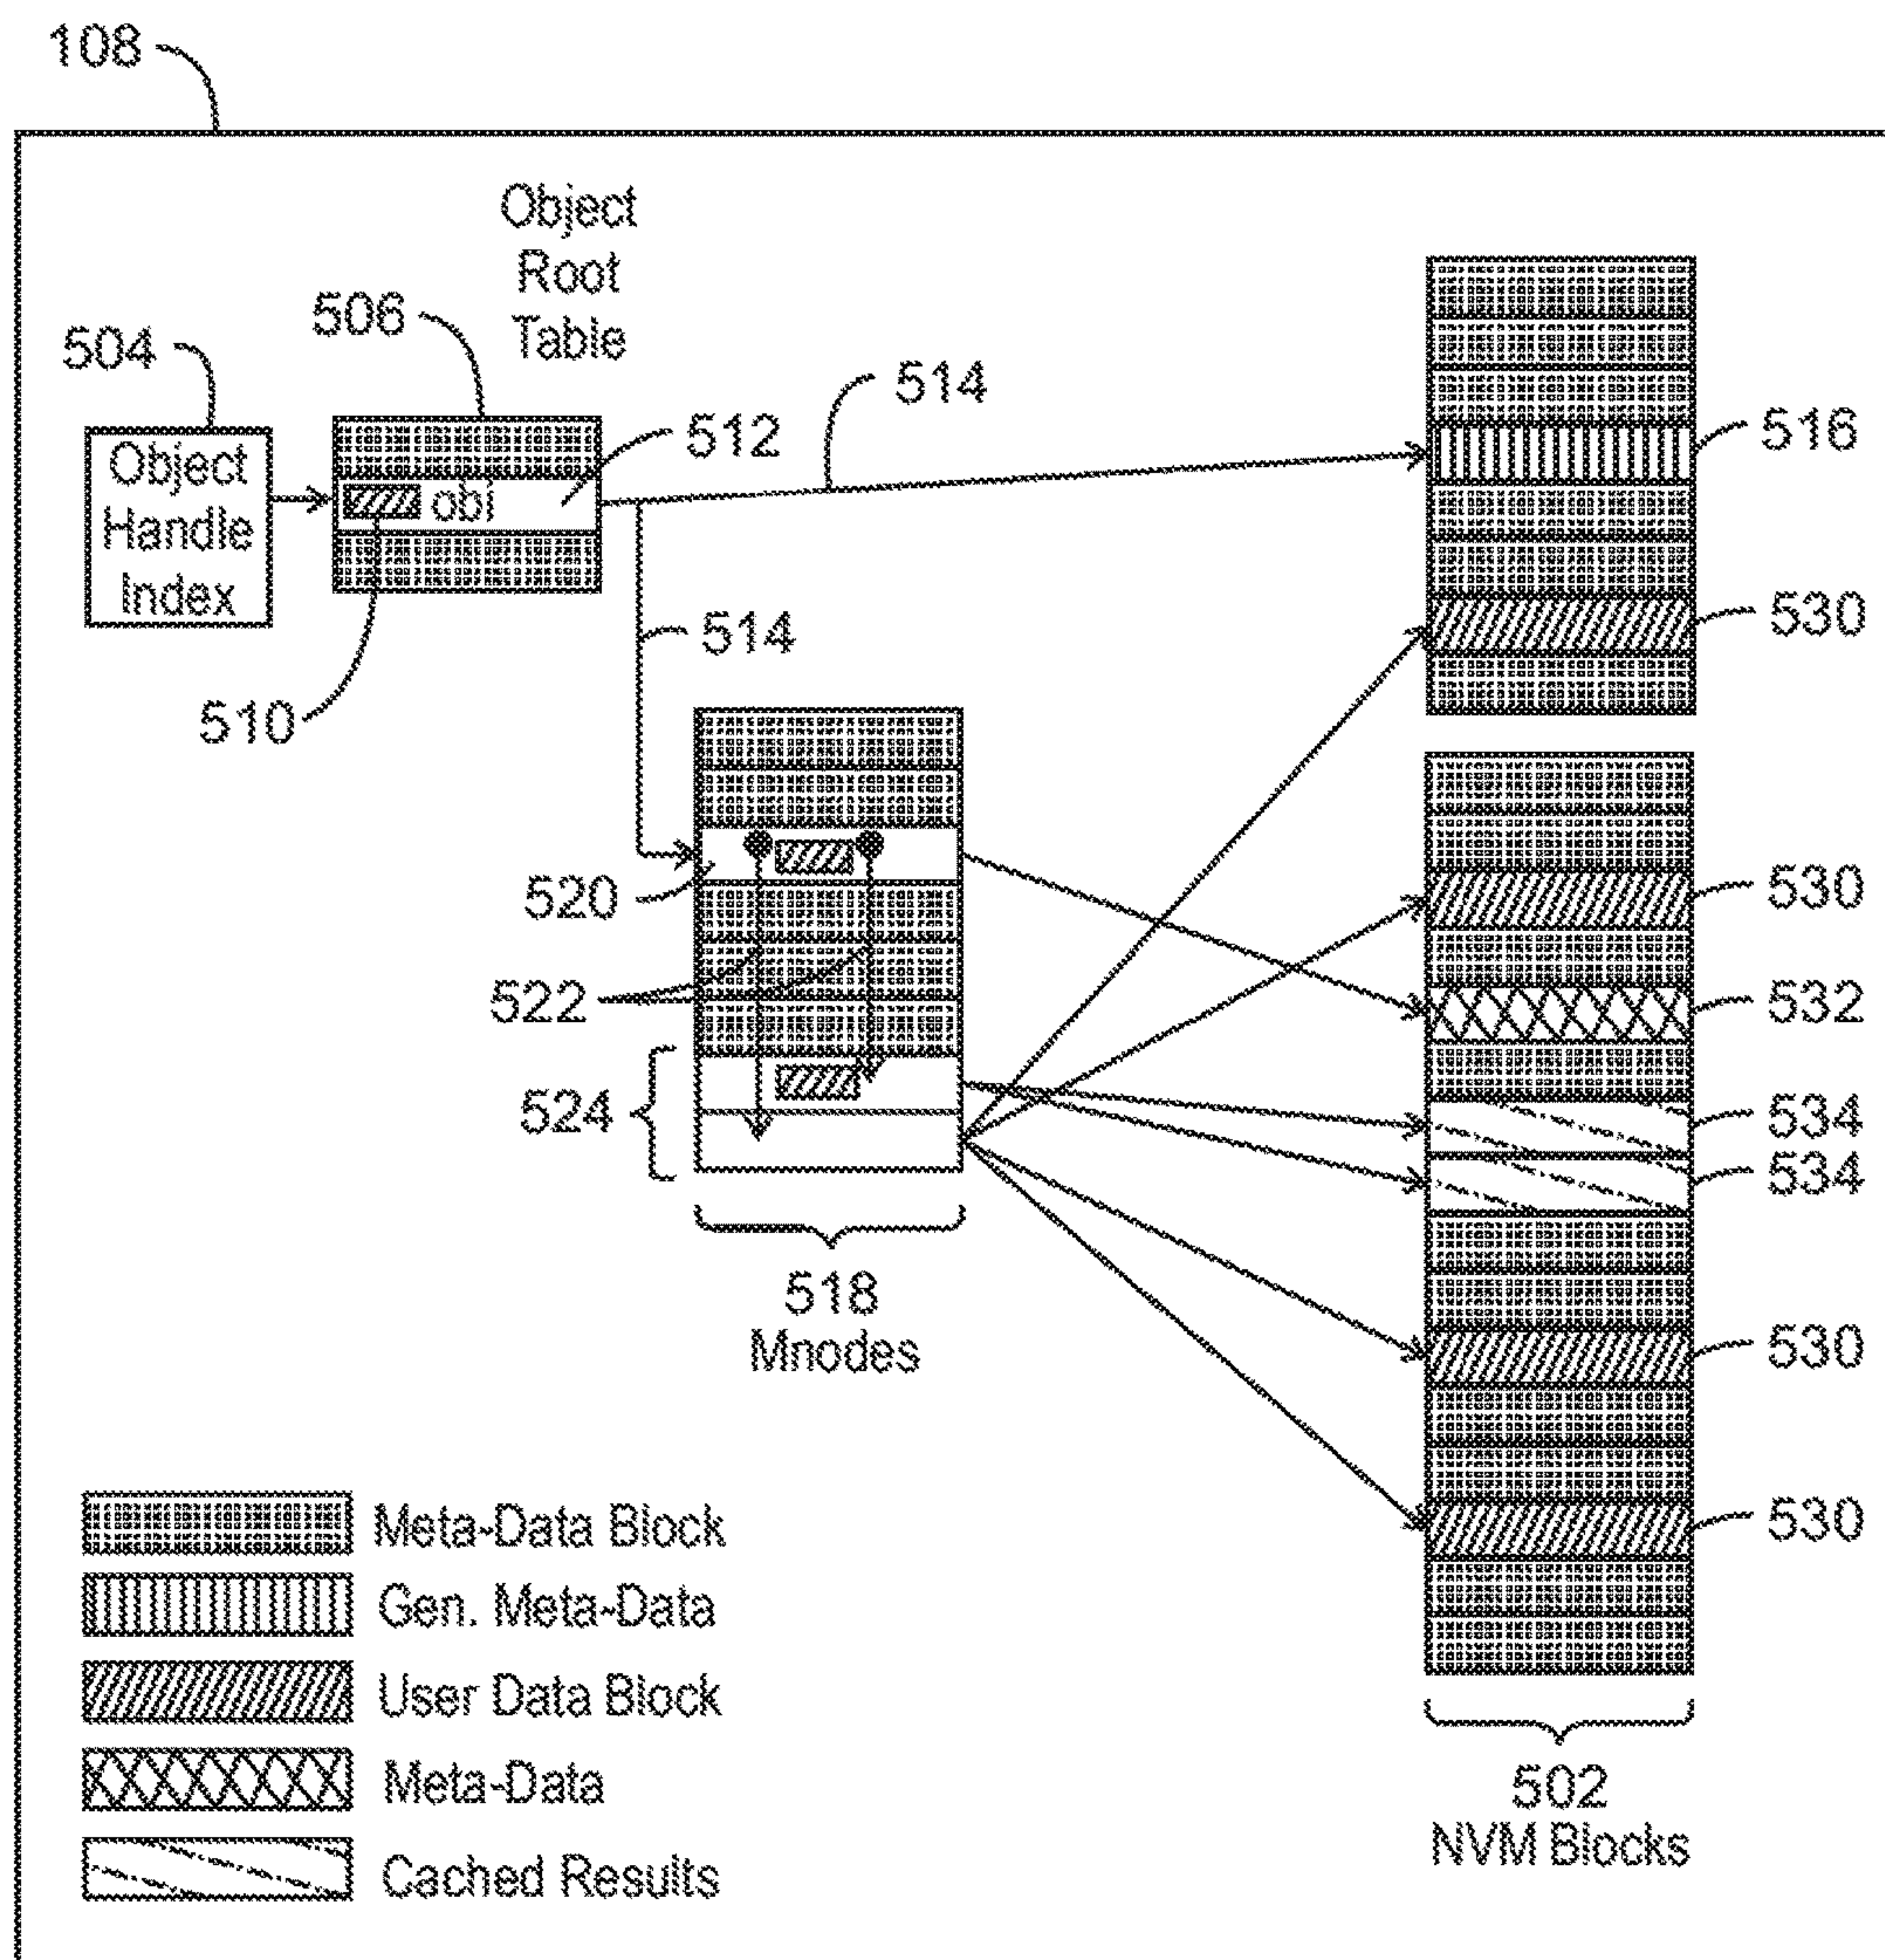 108
Object
Root
Table
506
504
514
512
516
Object
Handle
Index
obj
530
514
510
520
530
522
532
524
534
534
518
Mnodes
530
530
Meta-Data Block
Gen. Meta-Data
User Data Block
Meta-Data
Cached Results
502
NVM Blocks